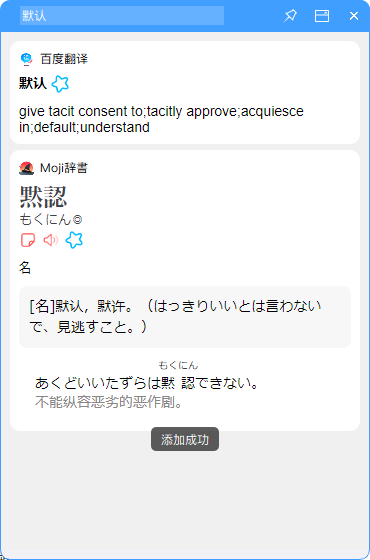 默认
百度翻译
默认
give tacit consent to;tacitly approve;acquiesce
in;default;understand
Moji辞書
黙認
もくにん◎
名
[名]默认，默许。（はっきりいいとは言わない
で、見逃すこと。）
もくにん
あくどいいたずらは黙認できない。
不能纵容恶劣的恶作剧。
添加成功